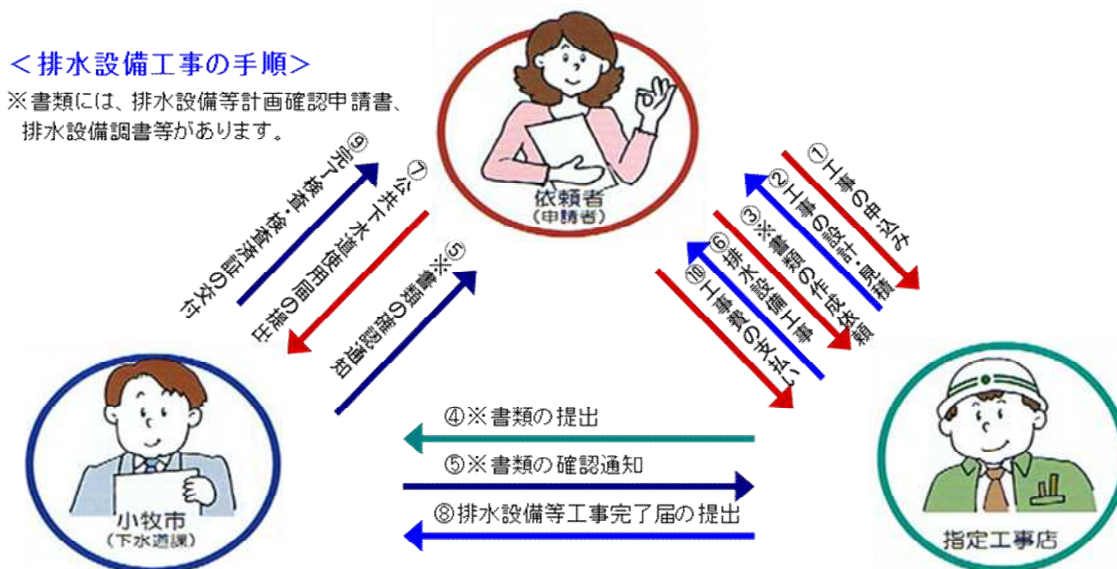 ＜排水設備工事の手順＞
※書類には、排水設備等計画確認申請書、
排水設備調書等があります。
依頼者
(申請者)
⑨完了検査・検査済証の交付
⑦公共下水道使用届の提出
⑤※書類の確認通知
①工事の申込み
②工事の設計・見積
③※書類の作成依頼
⑥排水設備工事
⑩工事費の支払い
④※書類の提出
⑤※書類の確認通知
⑧排水設備等工事完了届の提出
小牧市
(下水道課)
指定工事店